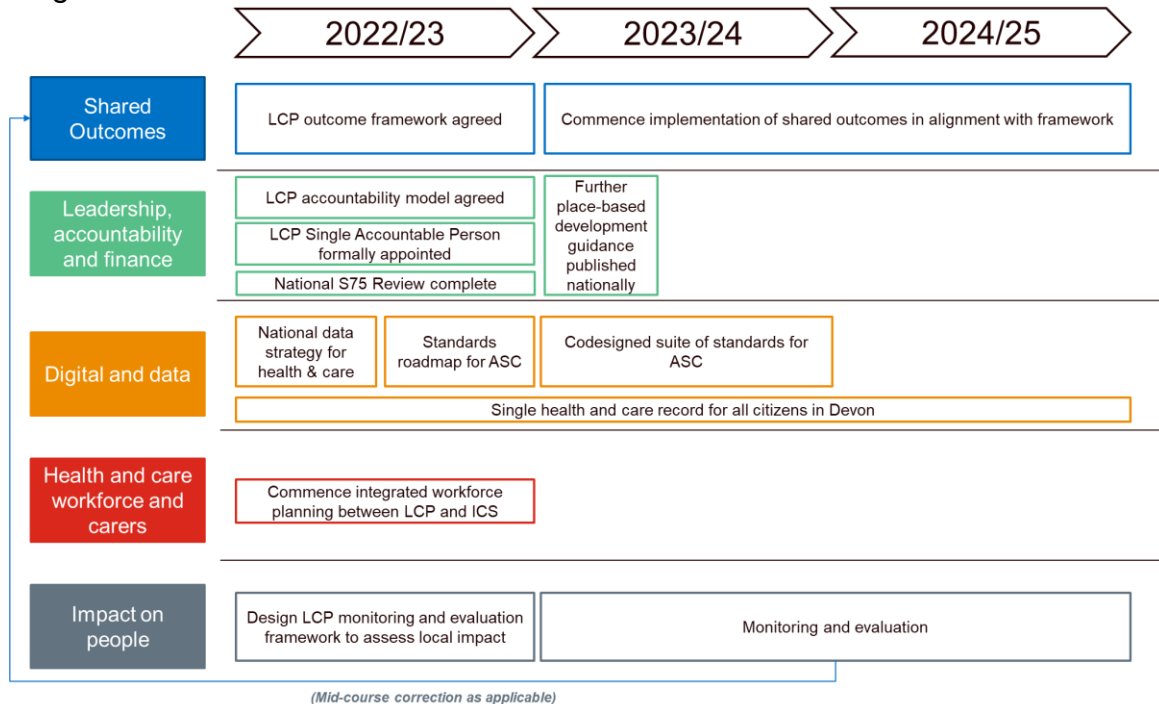 2022/23
2023/24
2024/25
Shared
Outcomes
LCP outcome framework agreed
Commence implementation of shared outcomes in alignment with framework
Leadership,
accountability
and finance
LCP accountability model agreed
LCP Single Accountable Person
formally appointed
National S75 Review complete
Further
place-based
development
guidance
published
nationally
Digital and data
National data
strategy for
health & care
Standards
roadmap for ASC
Codesigned suite of standards for
ASC
Single health and care record for all citizens in Devon
Health and care
workforce and
carers
Commence integrated workforce
planning between LCP and ICS
Impact on
people
Design LCP monitoring and evaluation
framework to assess local impact
Monitoring and evaluation
(Mid-course correction as applicable)